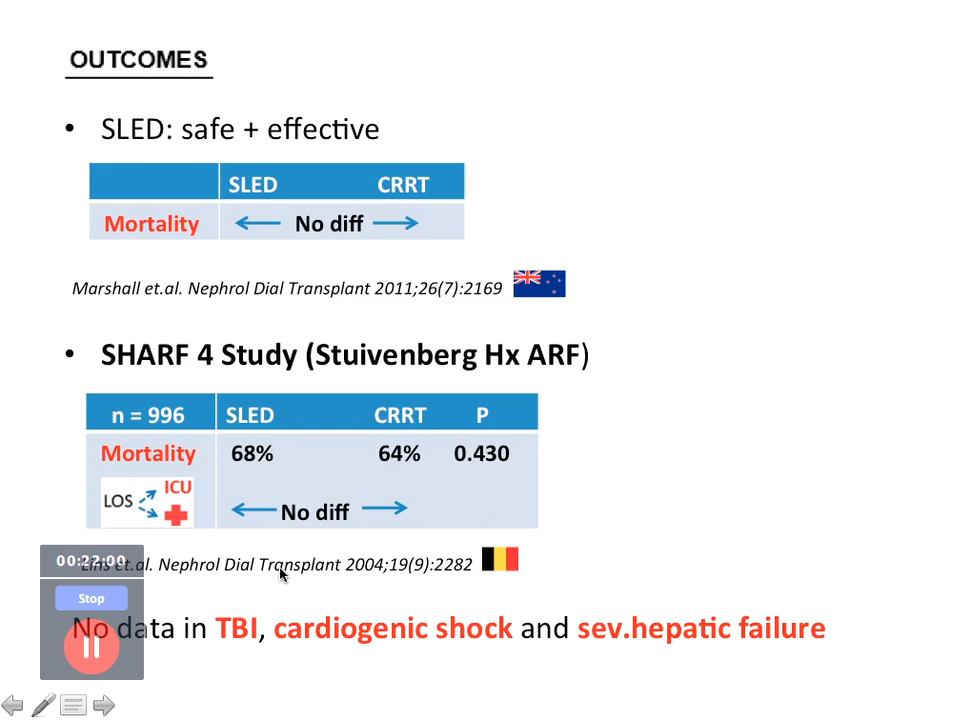 OUTCOMES
• SLED: safe + effective
SLED CRRT
Mortality No diff
Marshall et.al. Nephrol Dial Transplant 2011;26(7):2169
• SHARF 4 Study (Stuivenberg Hx ARF)
n = 996 SLED CRRT P
Mortality 68% 64% 0.430
LOS ICU
No diff
00:22:00
Lins et.al. Nephrol Dial Transplant 2004;19(9):2282
Stop
No data in TBI, cardiogenic shock and sev.hepatic failure